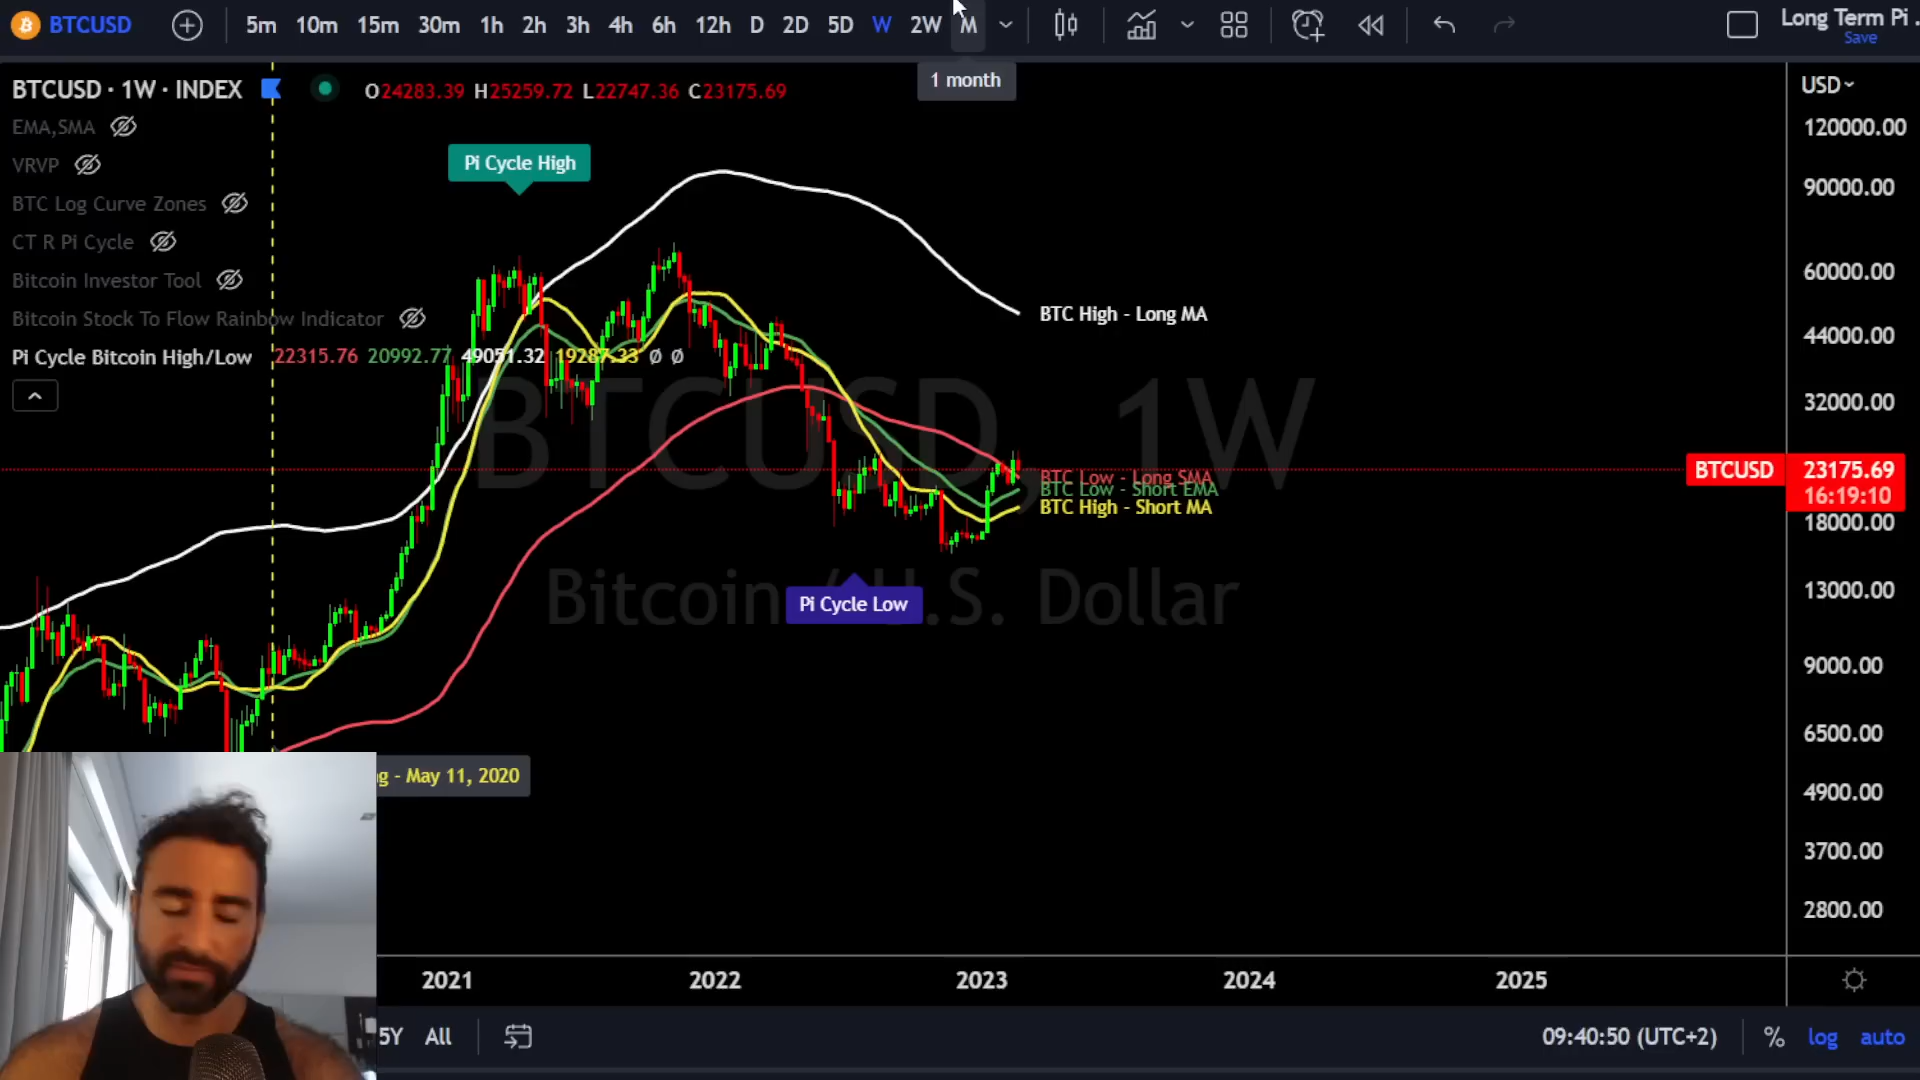 BTCUSD 5m 10m 15m 30m 1h 2h 3h 4h 6h 12h D 2D 5D W 2W M Long Term Pi .
Save
1 month
BTCUSD · 1W · INDEX O24283.39 H25259.72 L22747.36 C23175.69
USD
EMA,SMA
VRVP
BTC Log Curve Zones
CT R Pi Cycle
Bitcoin Investor Tool
Bitcoin Stock To Flow Rainbow Indicator
Pi Cycle Bitcoin High/Low 22315.76 20992.77 49051.32 19287.33 ∅ ∅
Pi Cycle High
BTC High - Long MA
BTCUSD, 1W
Bitcoin / U.S. Dollar
BTC Low - Long SMA
BTC Low - Short EMA
BTC High - Short MA
Pi Cycle Low
g - May 11, 2020
120000.00
90000.00
60000.00
44000.00
32000.00
BTCUSD 23175.69
16:19:10
18000.00
13000.00
9000.00
6500.00
4900.00
3700.00
2800.00
2021 2022 2023 2024 2025
5Y All 09:40:50 (UTC+2) % log auto